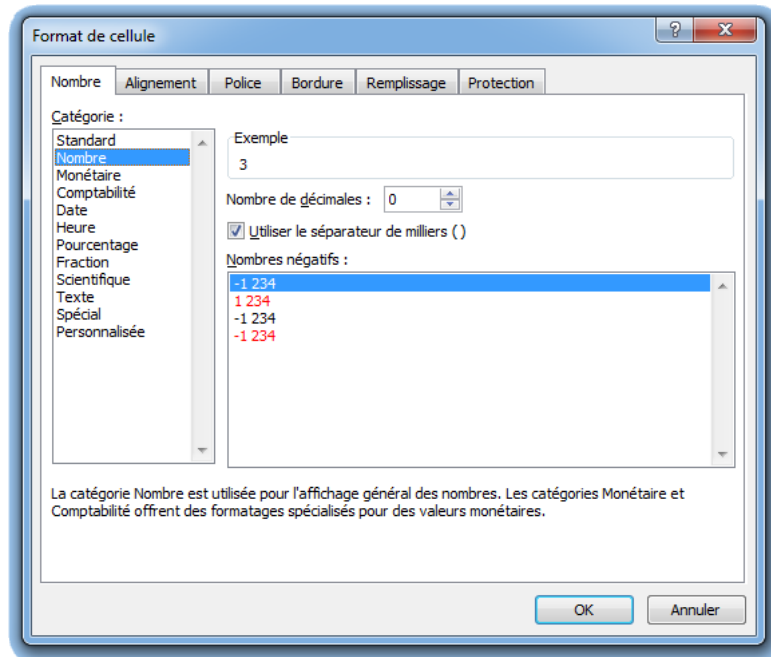 Format de cellule
Nombre Alignement Police Bordure Remplissage Protection
Catégorie :
Standard
Nombre
Monétaire
Comptabilité
Date
Heure
Pourcentage
Fraction
Scientifique
Texte
Spécial
Personnalisée
Exemple
3
Nombre de décimales : 0
Utiliser le séparateur de milliers ( )
Nombres négatifs :
-1 234
1 234
-1 234
-1 234
La catégorie Nombre est utilisée pour l'affichage général des nombres. Les catégories Monétaire et
Comptabilité offrent des formatages spécialisés pour des valeurs monétaires.
OK Annuler